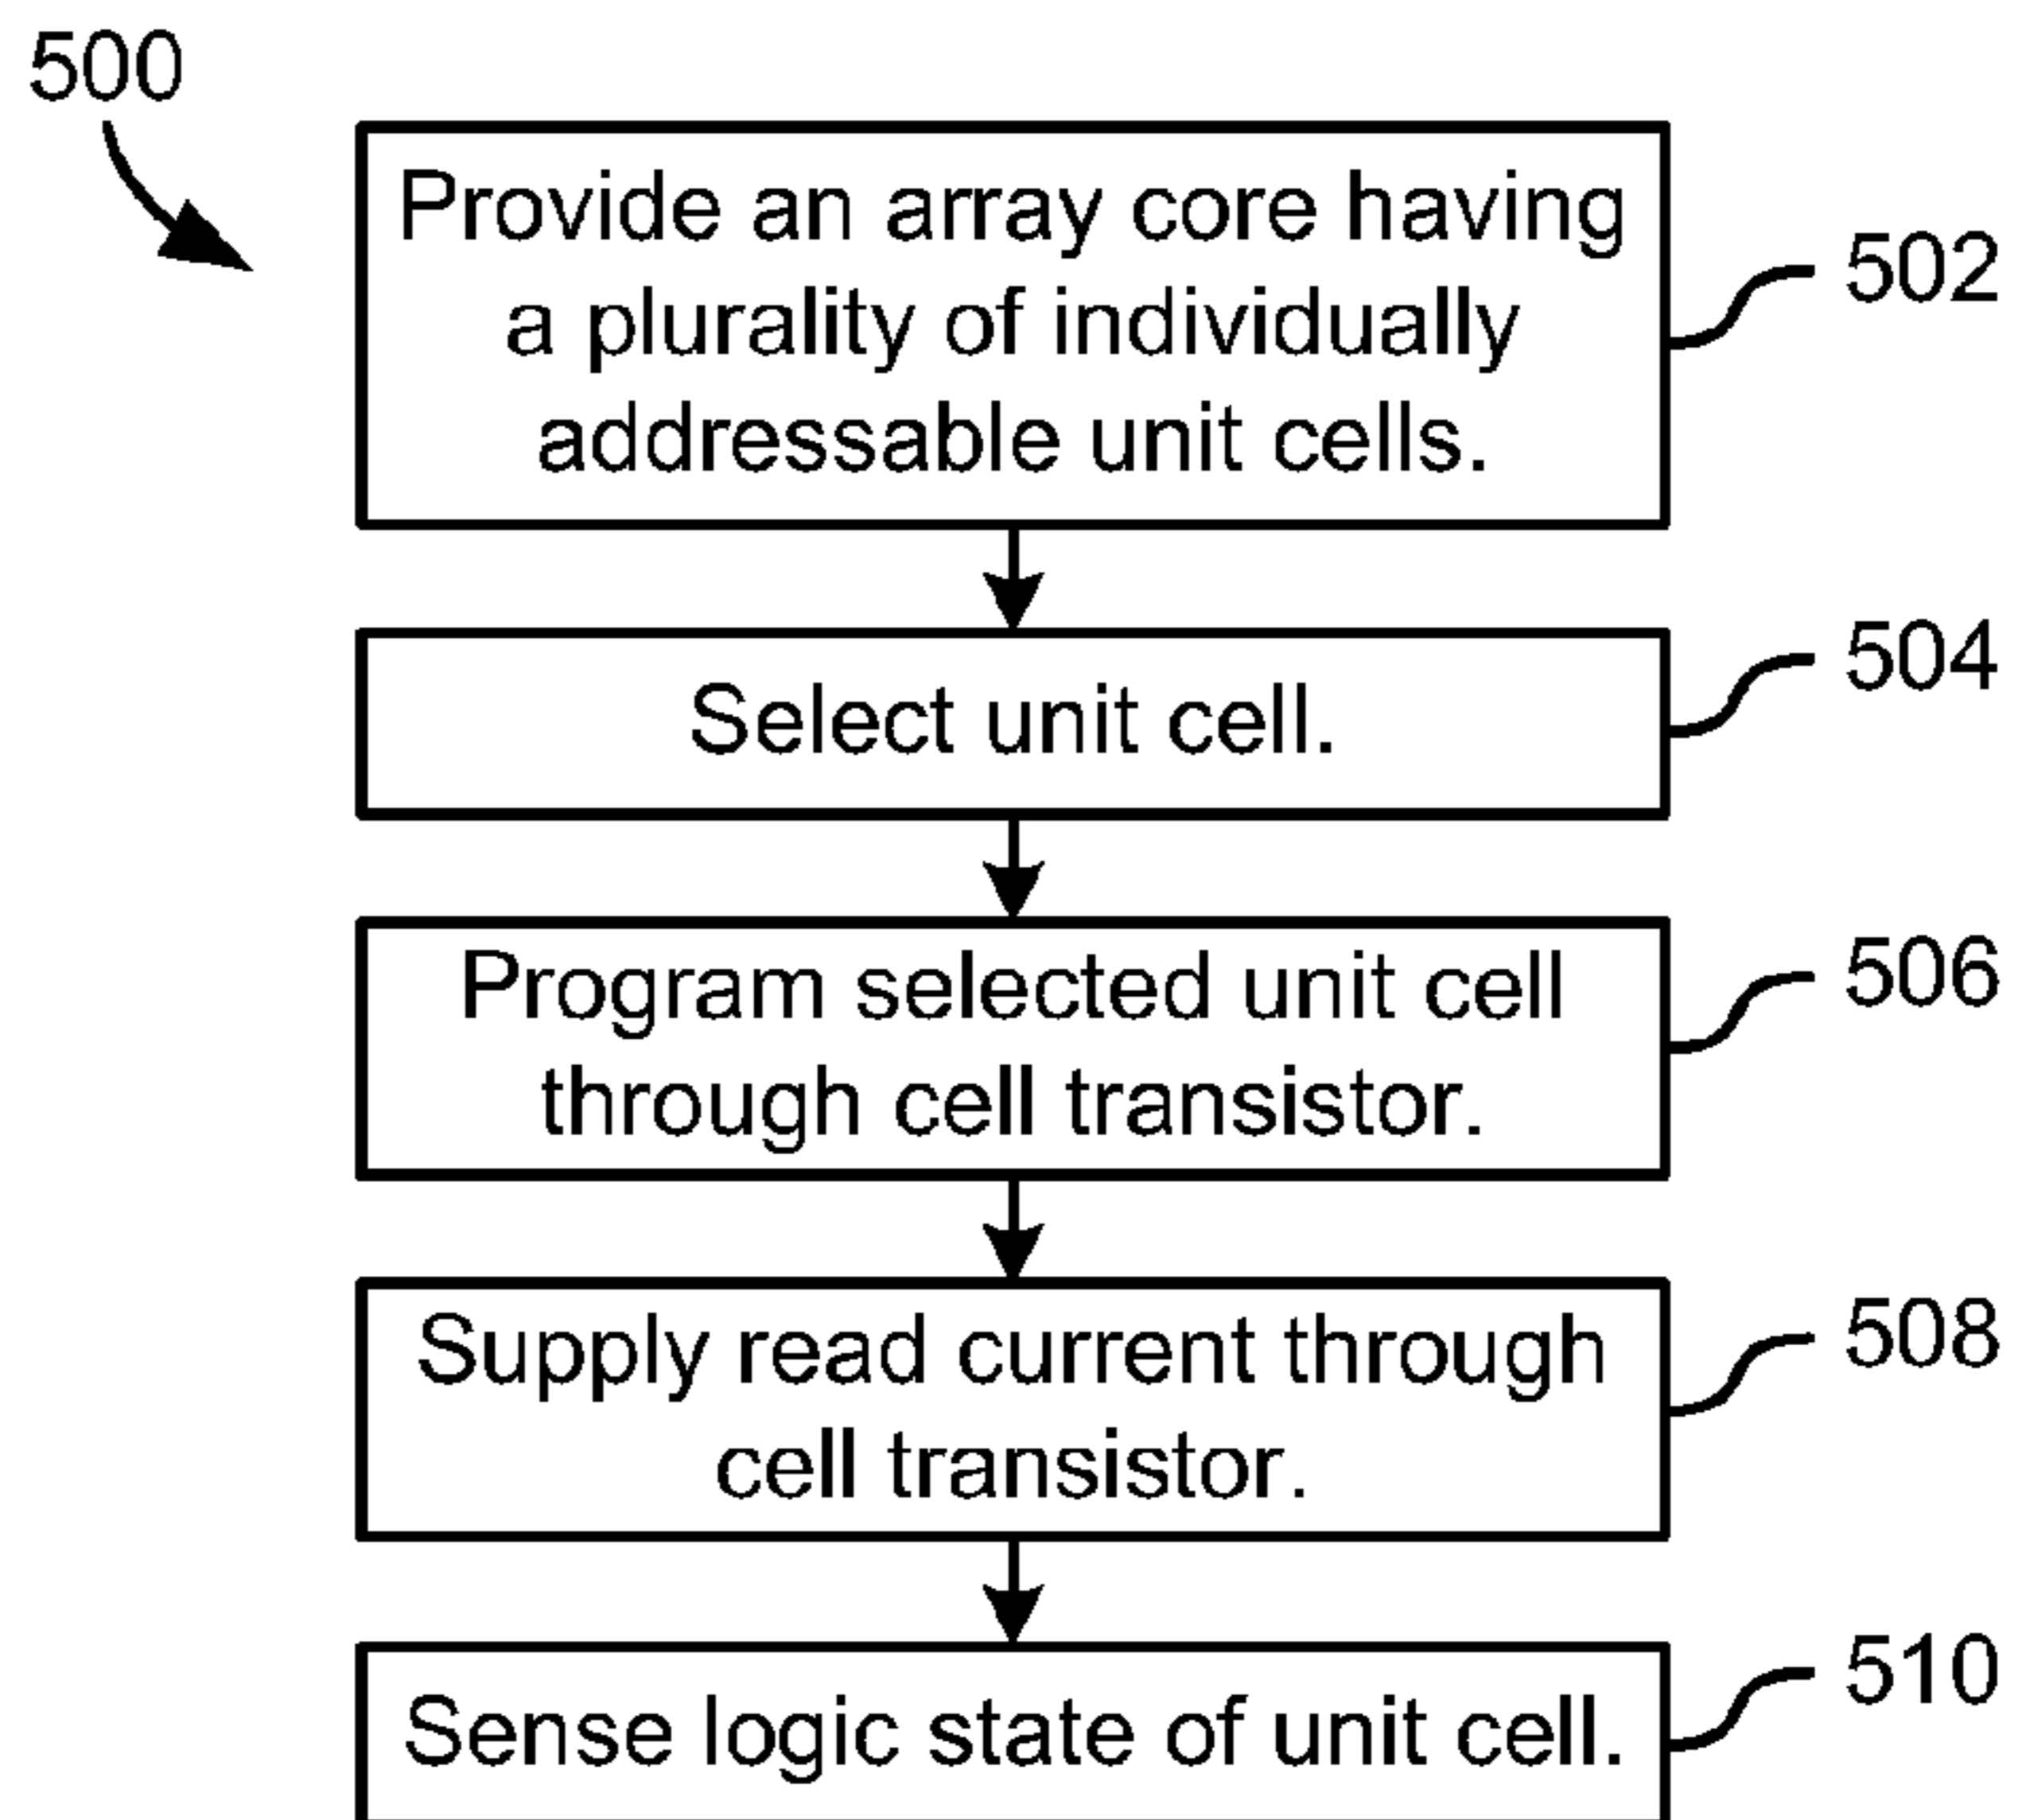 500
Provide an array core having
a plurality of individually
addressable unit cells.
502
Select unit cell.
504
Program selected unit cell
through cell transistor.
506
Supply read current through
cell transistor.
508
Sense logic state of unit cell.
510